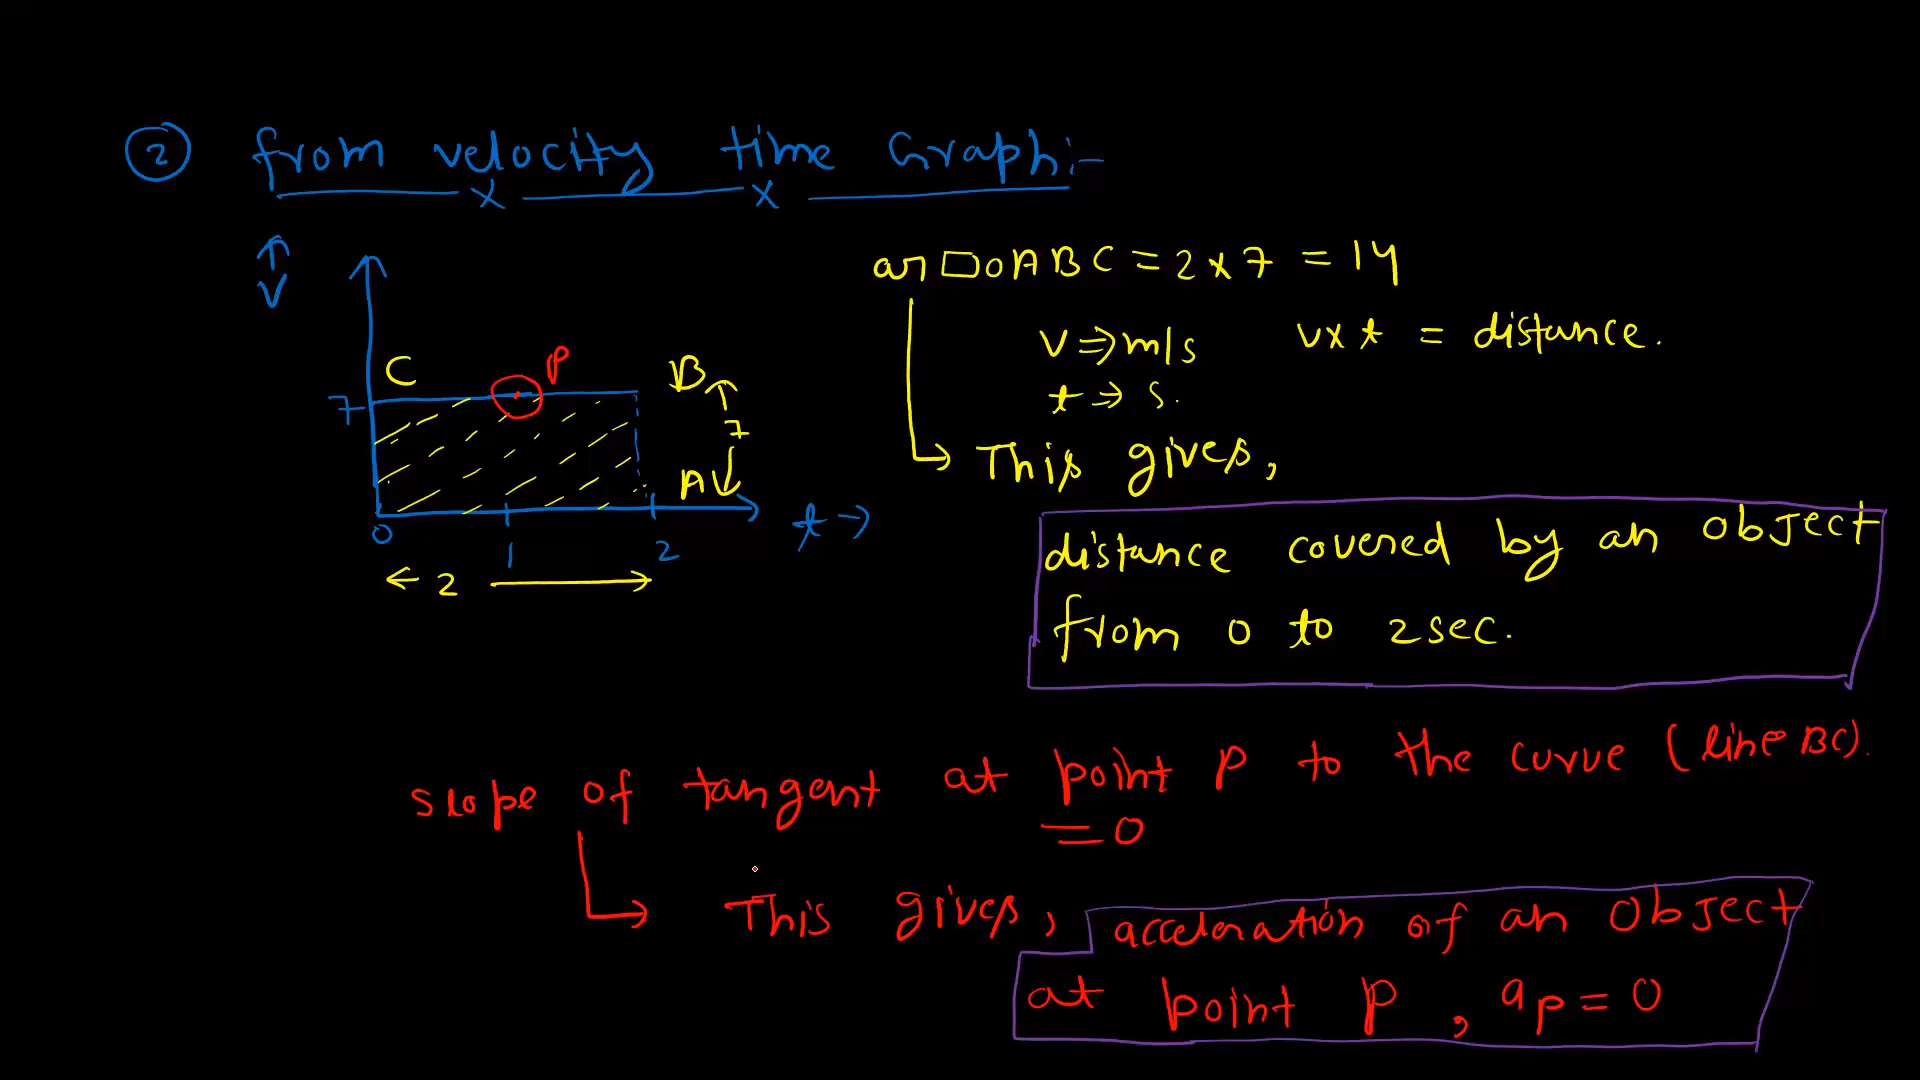 ② from velocity time Graph:-
↑
V
C
P
B
7
7
A
0
1
2
t →
← 2 →
ar ▭ OABC = 2 x 7 = 14
V ⇒ m/s
v x t = distance.
t ⇒ s.
This gives,
distance covered by an object
from 0 to 2sec.
slope of tangent at point P to the curve (line BC).
= 0
This gives, acceleration of an object
at point P, aₚ = 0